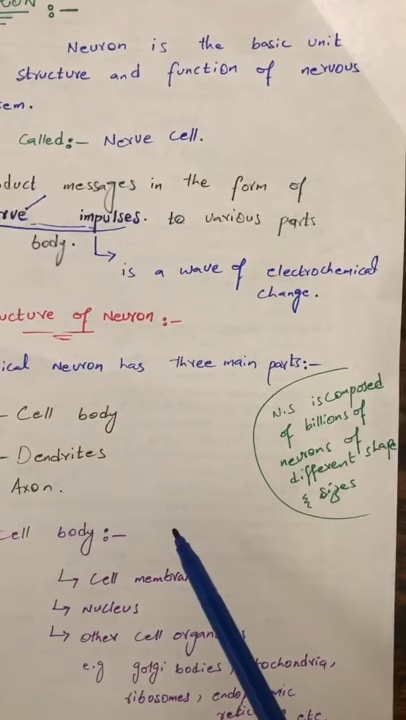 :-
Neuron is the basic unit
structure and function of nervous
Called:- Nerve cell.
messages in the form of
impulses. to various parts
body.
is a wave of electrochemical
change.
of Neuron:-
Neuron has three main parts:-
N.S is composed
of billions of
neurons of
different shape
& sizes
- Cell body
- Dendrites
Axon.
Cell body:-
↳ Cell
↳ Nucleus
↳ Other Cell
e.g golgi bodies,
ribosomes,
etc.